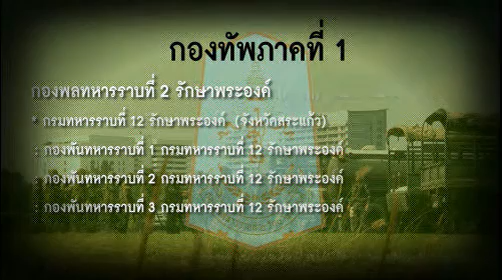 กองทัพภาคที่ 1
กองพลทหารราบที่ 2 รักษาพระองค์
* กรมทหารราบที่ 12 รักษาพระองค์ (จังหวัดสระแก้ว)
: กองพันทหารราบที่ 1 กรมทหารราบที่ 12 รักษาพระองค์
: กองพันทหารราบที่ 2 กรมทหารราบที่ 12 รักษาพระองค์
: กองพันทหารราบที่ 3 กรมทหารราบที่ 12 รักษาพระองค์